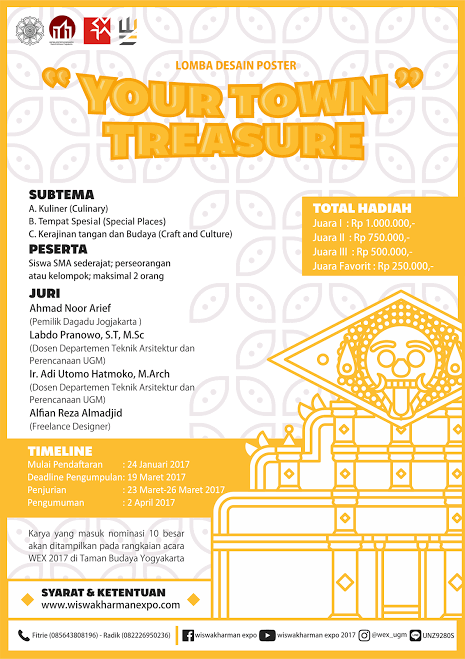 LOMBA DESAIN POSTER
“ YOUR TOWN ”
TREASURE
SUBTEMA
A. Kuliner (Culinary)
B. Tempat Spesial (Special Places)
C. Kerajinan tangan dan Budaya (Craft and Culture)
PESERTA
Siswa SMA sederajat; perseorangan
atau kelompok; maksimal 2 orang
TOTAL HADIAH
Juara I : Rp 1.000.000,-
Juara II : Rp 750.000,-
Juara III : Rp 500.000,-
Juara Favorit : Rp 250.000,-
JURI
Ahmad Noor Arief
(Pemilik Dagadu Jogjakarta )
Labdo Pranowo, S.T, M.Sc
(Dosen Departemen Teknik Arsitektur dan
Perencanaan UGM)
Ir. Adi Utomo Hatmoko, M.Arch
(Dosen Departemen Teknik Arsitektur dan
Perencanaan UGM)
Alfian Reza Almadjid
(Freelance Designer)
TIMELINE
Mulai Pendaftaran : 24 Januari 2017
Deadline Pengumpulan: 19 Maret 2017
Penjurian : 23 Maret-26 Maret 2017
Pengumuman : 2 April 2017
Karya yang masuk nominasi 10 besar
akan ditampilkan pada rangkaian acara
WEX 2017 di Taman Budaya Yogyakarta
SYARAT & KETENTUAN
www.wiswakharmanexpo.com
Fitrie (085643808196) - Radik (082226950236) wiswakharman expo wiswakharman expo 2017 @wex_ugm UNZ9280S